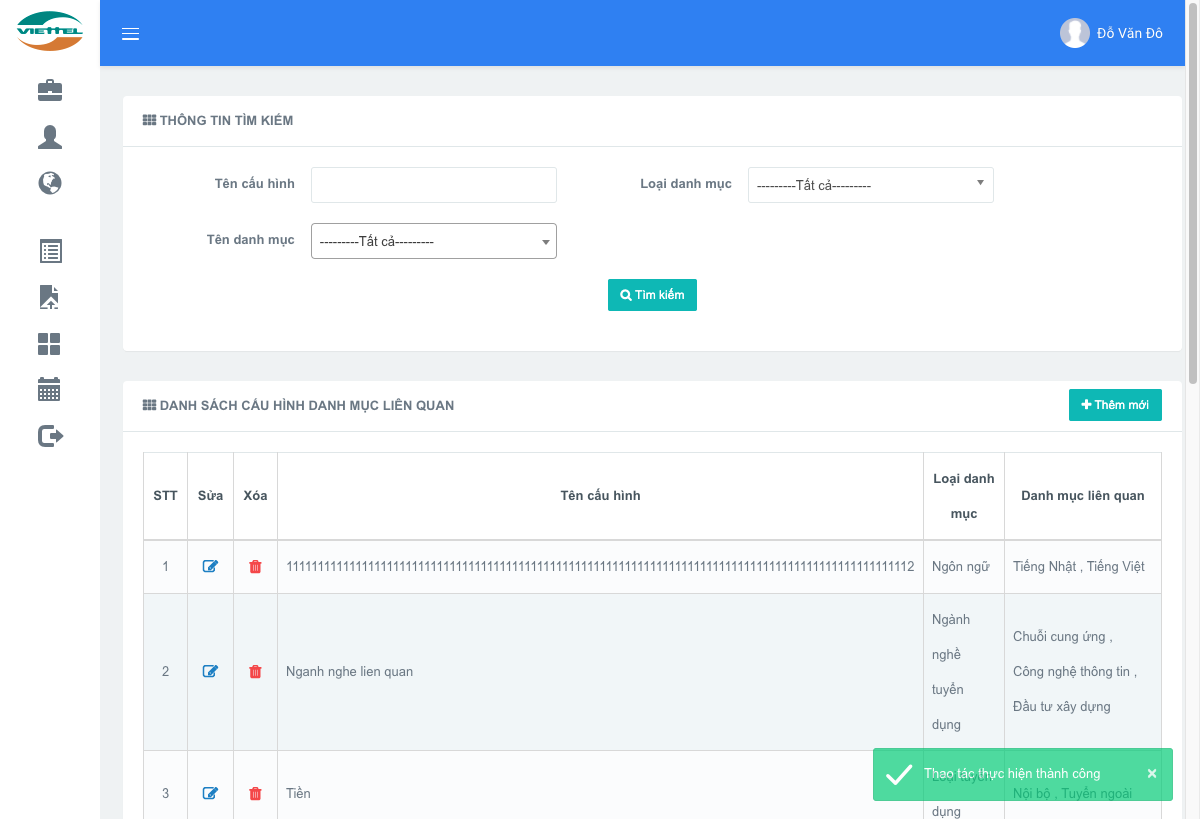 VIETTEL
Đỗ Văn Đô
THÔNG TIN TÌM KIẾM
Tên cấu hình
Loại danh mục
---------Tất cả---------
Tên danh mục
---------Tất cả---------
Tìm kiếm
DANH SÁCH CẤU HÌNH DANH MỤC LIÊN QUAN
Thêm mới
STT
Sửa
Xóa
Tên cấu hình
Loại danh
mục
Danh mục liên quan
1
Ngôn ngữ
Tiếng Nhật , Tiếng Việt
2
Nganh nghe lien quan
Ngành
nghề
tuyển
dụng
Chuỗi cung ứng ,
Công nghệ thông tin ,
Đầu tư xây dựng
3
Tiền
Loại tuyển
dụng
Nội bộ , Tuyển ngoài
Thao tác thực hiện thành công
×